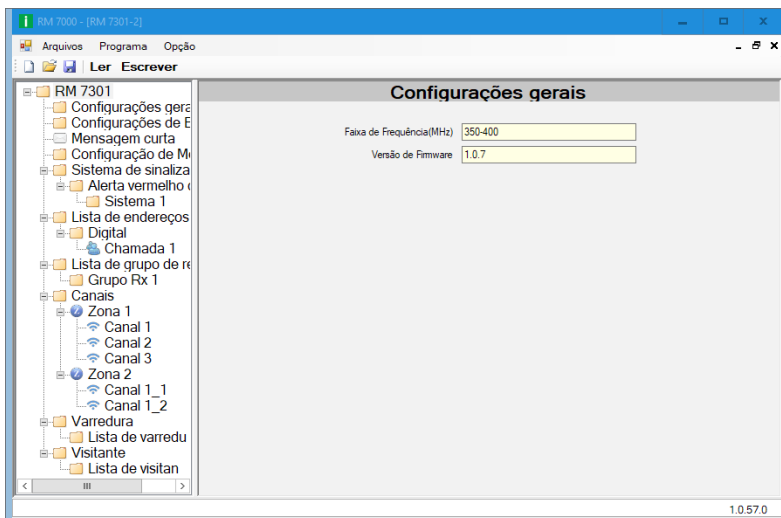 RM 7000 - [RM 7301-2]
Arquivos Programa Opção
Ler Escrever
RM 7301
Configurações gera
Configurações de E
Mensagem curta
Configuração de M
Sistema de sinaliza
Alerta vermelho
Sistema 1
Lista de endereços
Digital
Chamada 1
Lista de grupo de re
Grupo Rx 1
Canais
Zona 1
Canal 1
Canal 2
Canal 3
Zona 2
Canal 1_1
Canal 1_2
Varredura
Lista de varredu
Visitante
Lista de visitan
Configurações gerais
Faixa de Frequência(MHz) 350-400
Versão de Firmware 1.0.7
1.0.57.0